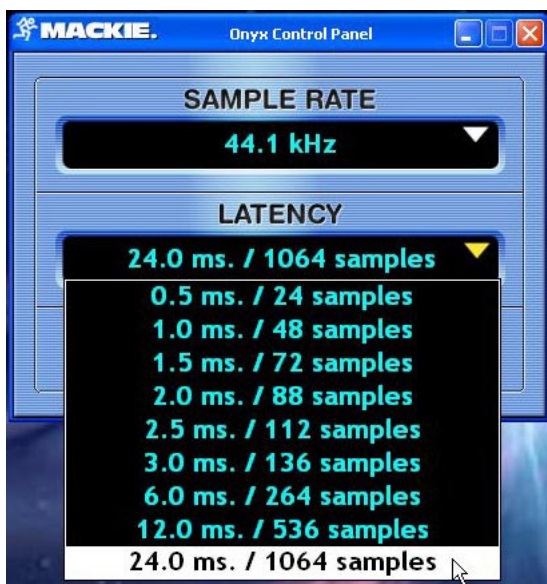 MACKIE. Onyx Control Panel
SAMPLE RATE
44.1 kHz
LATENCY
24.0 ms. / 1064 samples
0.5 ms. / 24 samples
1.0 ms. / 48 samples
1.5 ms. / 72 samples
2.0 ms. / 88 samples
2.5 ms. / 112 samples
3.0 ms. / 136 samples
6.0 ms. / 264 samples
12.0 ms. / 536 samples
24.0 ms. / 1064 samples